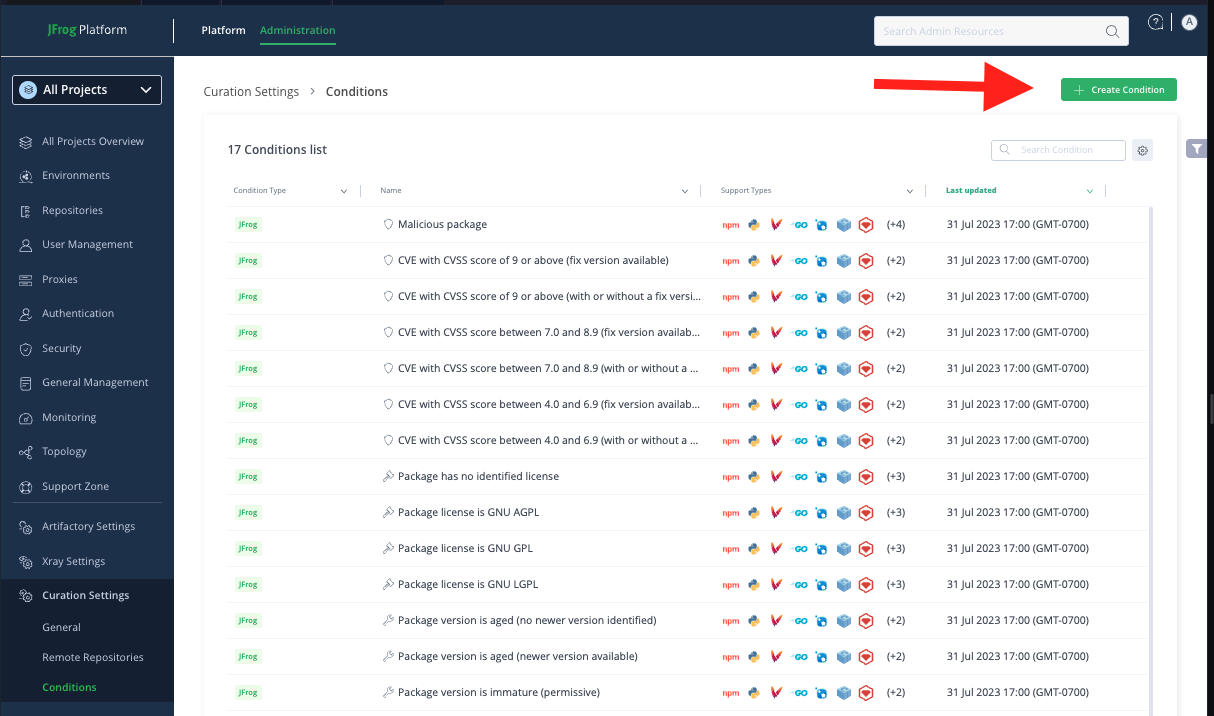 JFrog Platform
Platform Administration
Search Admin Resources
? A
All Projects
All Projects Overview
Environments
Repositories
User Management
Proxies
Authentication
Security
General Management
Monitoring
Topology
Support Zone
Artifactory Settings
Xray Settings
Curation Settings
General
Remote Repositories
Conditions
Curation Settings > Conditions
+ Create Condition
17 Conditions list
Search Condition
Condition Type Name Support Types Last updated
JFrog Malicious package npm GO (+4) 31 Jul 2023 17:00 (GMT-0700)
JFrog CVE with CVSS score of 9 or above (fix version available) npm GO (+2) 31 Jul 2023 17:00 (GMT-0700)
JFrog CVE with CVSS score of 9 or above (with or without a fix versi... npm GO (+2) 31 Jul 2023 17:00 (GMT-0700)
JFrog CVE with CVSS score between 7.0 and 8.9 (fix version availab... npm GO (+2) 31 Jul 2023 17:00 (GMT-0700)
JFrog CVE with CVSS score between 7.0 and 8.9 (with or without a ... npm GO (+2) 31 Jul 2023 17:00 (GMT-0700)
JFrog CVE with CVSS score between 4.0 and 6.9 (fix version availab... npm GO (+2) 31 Jul 2023 17:00 (GMT-0700)
JFrog CVE with CVSS score between 4.0 and 6.9 (with or without a ... npm GO (+2) 31 Jul 2023 17:00 (GMT-0700)
JFrog Package has no identified license npm GO (+3) 31 Jul 2023 17:00 (GMT-0700)
JFrog Package license is GNU AGPL npm GO (+3) 31 Jul 2023 17:00 (GMT-0700)
JFrog Package license is GNU GPL npm GO (+3) 31 Jul 2023 17:00 (GMT-0700)
JFrog Package license is GNU LGPL npm GO (+3) 31 Jul 2023 17:00 (GMT-0700)
JFrog Package version is aged (no newer version identified) npm GO (+2) 31 Jul 2023 17:00 (GMT-0700)
JFrog Package version is aged (newer version available) npm GO (+2) 31 Jul 2023 17:00 (GMT-0700)
JFrog Package version is immature (permissive) npm GO (+2) 31 Jul 2023 17:00 (GMT-0700)